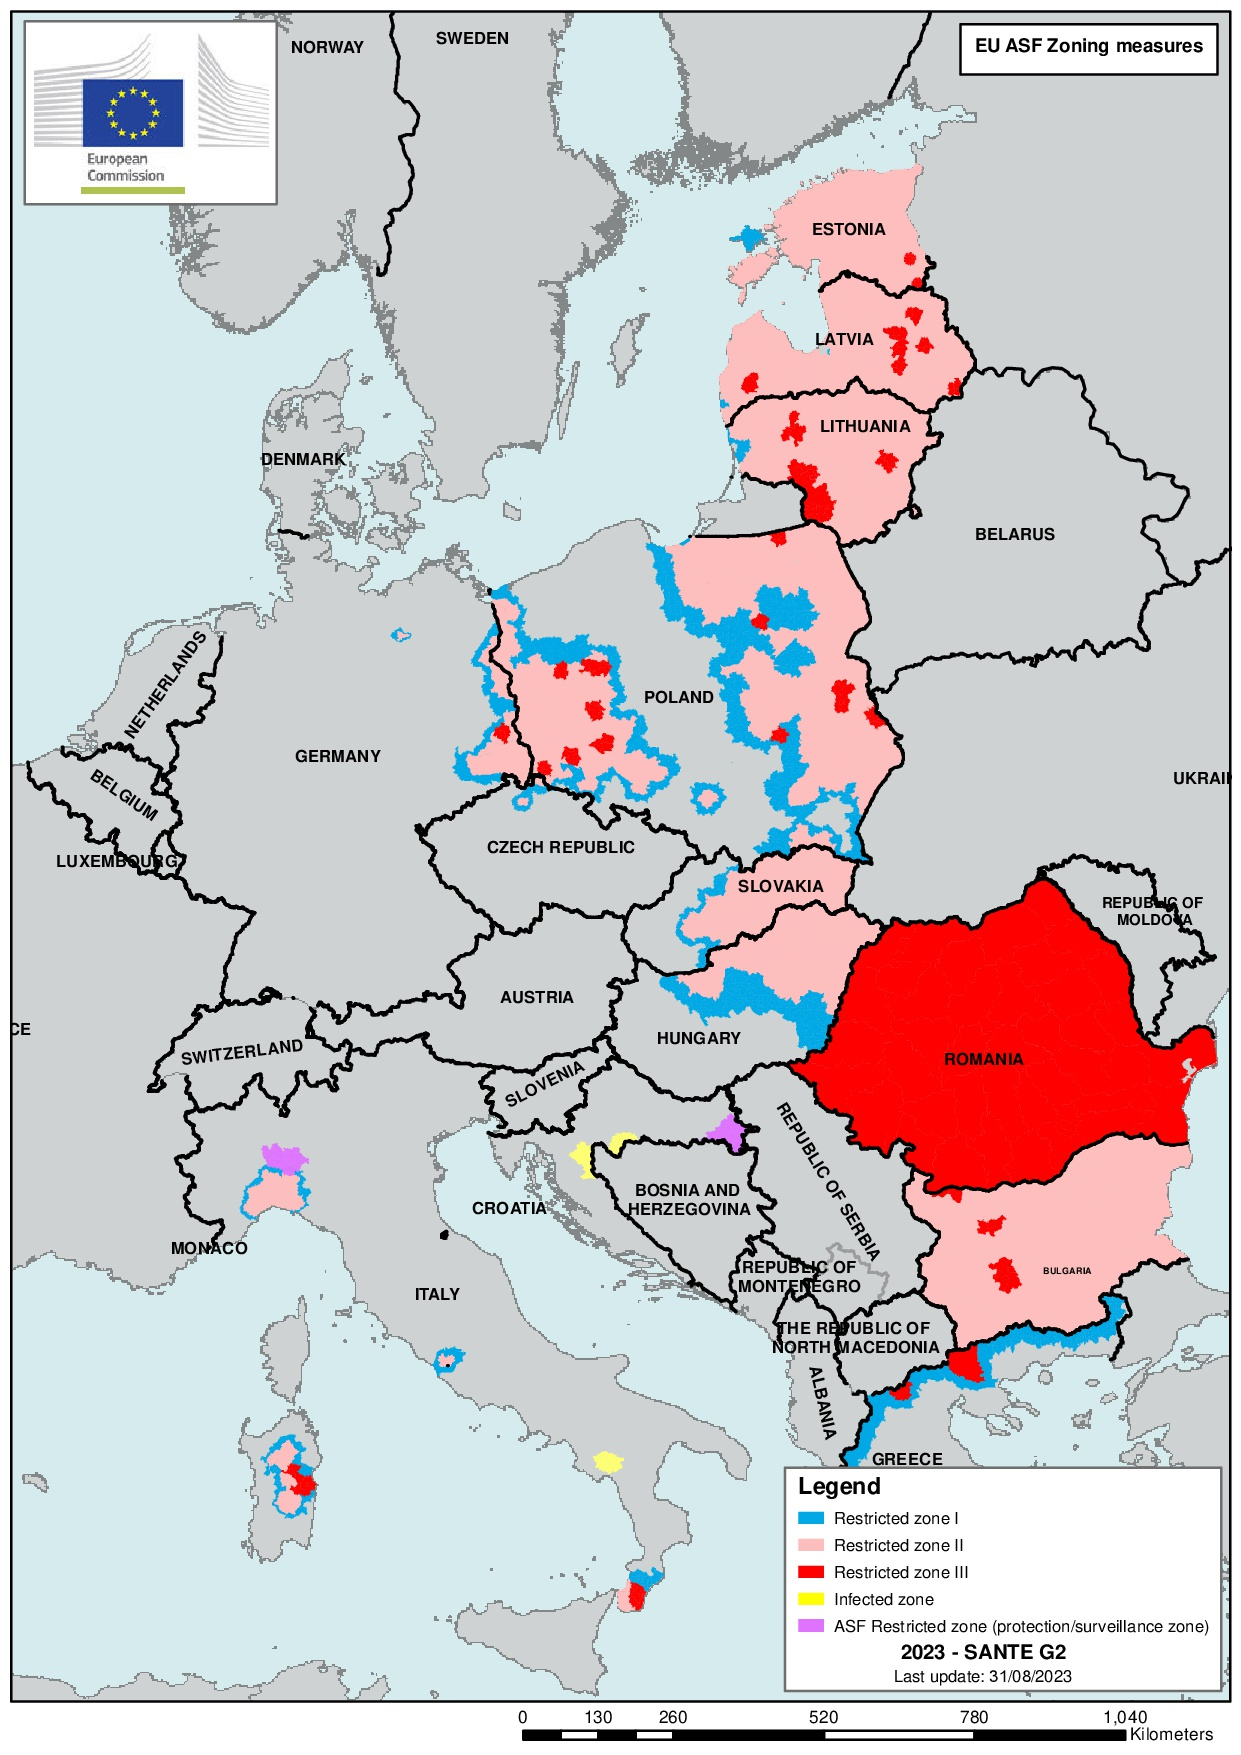 NORWAY
SWEDEN
EU ASF Zoning measures
European
Commission
ESTONIA
LATVIA
LITHUANIA
DENMARK
BELARUS
NETHERLANDS
POLAND
GERMANY
BELGIUM
UKRAI
LUXEMBOURG
CZECH REPUBLIC
SLOVAKIA
REPUBLIC OF
MOLDOVA
AUSTRIA
CE
HUNGARY
SWITZERLAND
ROMANIA
SLOVENIA
REPUBLIC OF SERBIA
BOSNIA AND
HERZEGOVINA
CROATIA
MONACO
REPUBLIC OF
MONTENEGRO
BULGARIA
ITALY
THE REPUBLIC OF
NORTH MACEDONIA
ALBANIA
GREECE
Legend
Restricted zone I
Restricted zone II
Restricted zone III
Infected zone
ASF Restricted zone (protection/surveillance zone)
2023 - SANTE G2
Last update: 31/08/2023
0 130 260 520 780 1,040
Kilometers